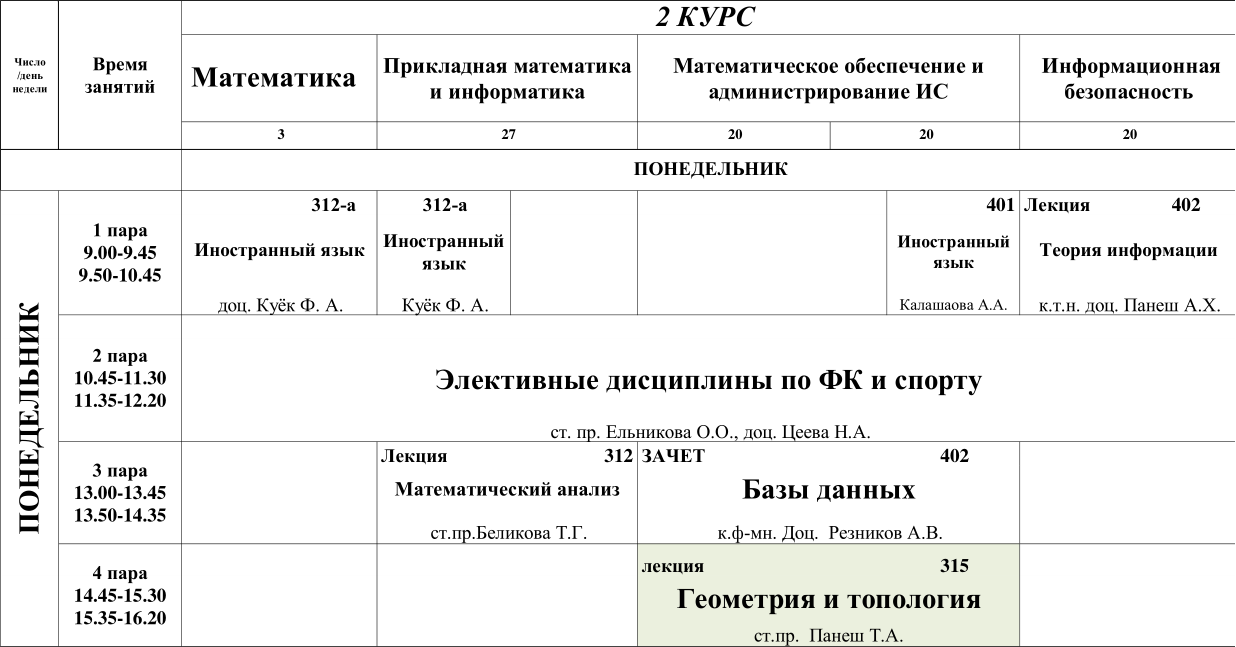 2 КУРС
Число
/день
недели
Время
занятий
Математика
Прикладная математика
и информатика
Математическое обеспечение и
администрирование ИС
Информационная
безопасность
3
27
20
20
20
ПОНЕДЕЛЬНИК
ПОНЕДЕЛЬНИК
1 пара
9.00-9.45
9.50-10.45
312-а
Иностранный язык
доц. Куёк Ф. А.
312-а
Иностранный
язык
Куёк Ф. А.
401
Иностранный
язык
Калашаова А.А.
Лекция 402
Теория информации
к.т.н. доц. Панеш А.Х.
2 пара
10.45-11.30
11.35-12.20
Элективные дисциплины по ФК и спорту
ст. пр. Ельникова О.О., доц. Цеева Н.А.
3 пара
13.00-13.45
13.50-14.35
Лекция 312
Математический анализ
ст.пр.Беликова Т.Г.
ЗАЧЕТ 402
Базы данных
к.ф-мн. Доц. Резников А.В.
4 пара
14.45-15.30
15.35-16.20
лекция 315
Геометрия и топология
ст.пр. Панеш Т.А.